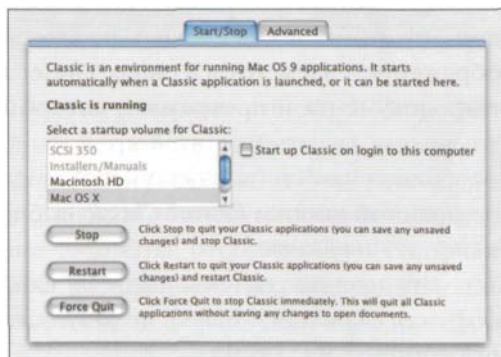 Start/Stop Advanced
Classic is an environment for running Mac OS 9 applications. It starts
automatically when a Classic application is launched, or it can be started here.
Classic is running
Select a startup volume for Classic:
SCSI 350
Installers/Manuals
Macintosh HD
Mac OS X
Start up Classic on login to this computer
Stop
Click Stop to quit your Classic applications (you can save any unsaved
changes) and stop Classic.
Restart
Click Restart to quit your Classic applications (you can save any unsaved
changes) and restart Classic.
Force Quit
Click Force Quit to stop Classic immediately. This will quit all Classic
applications without saving any changes to open documents.